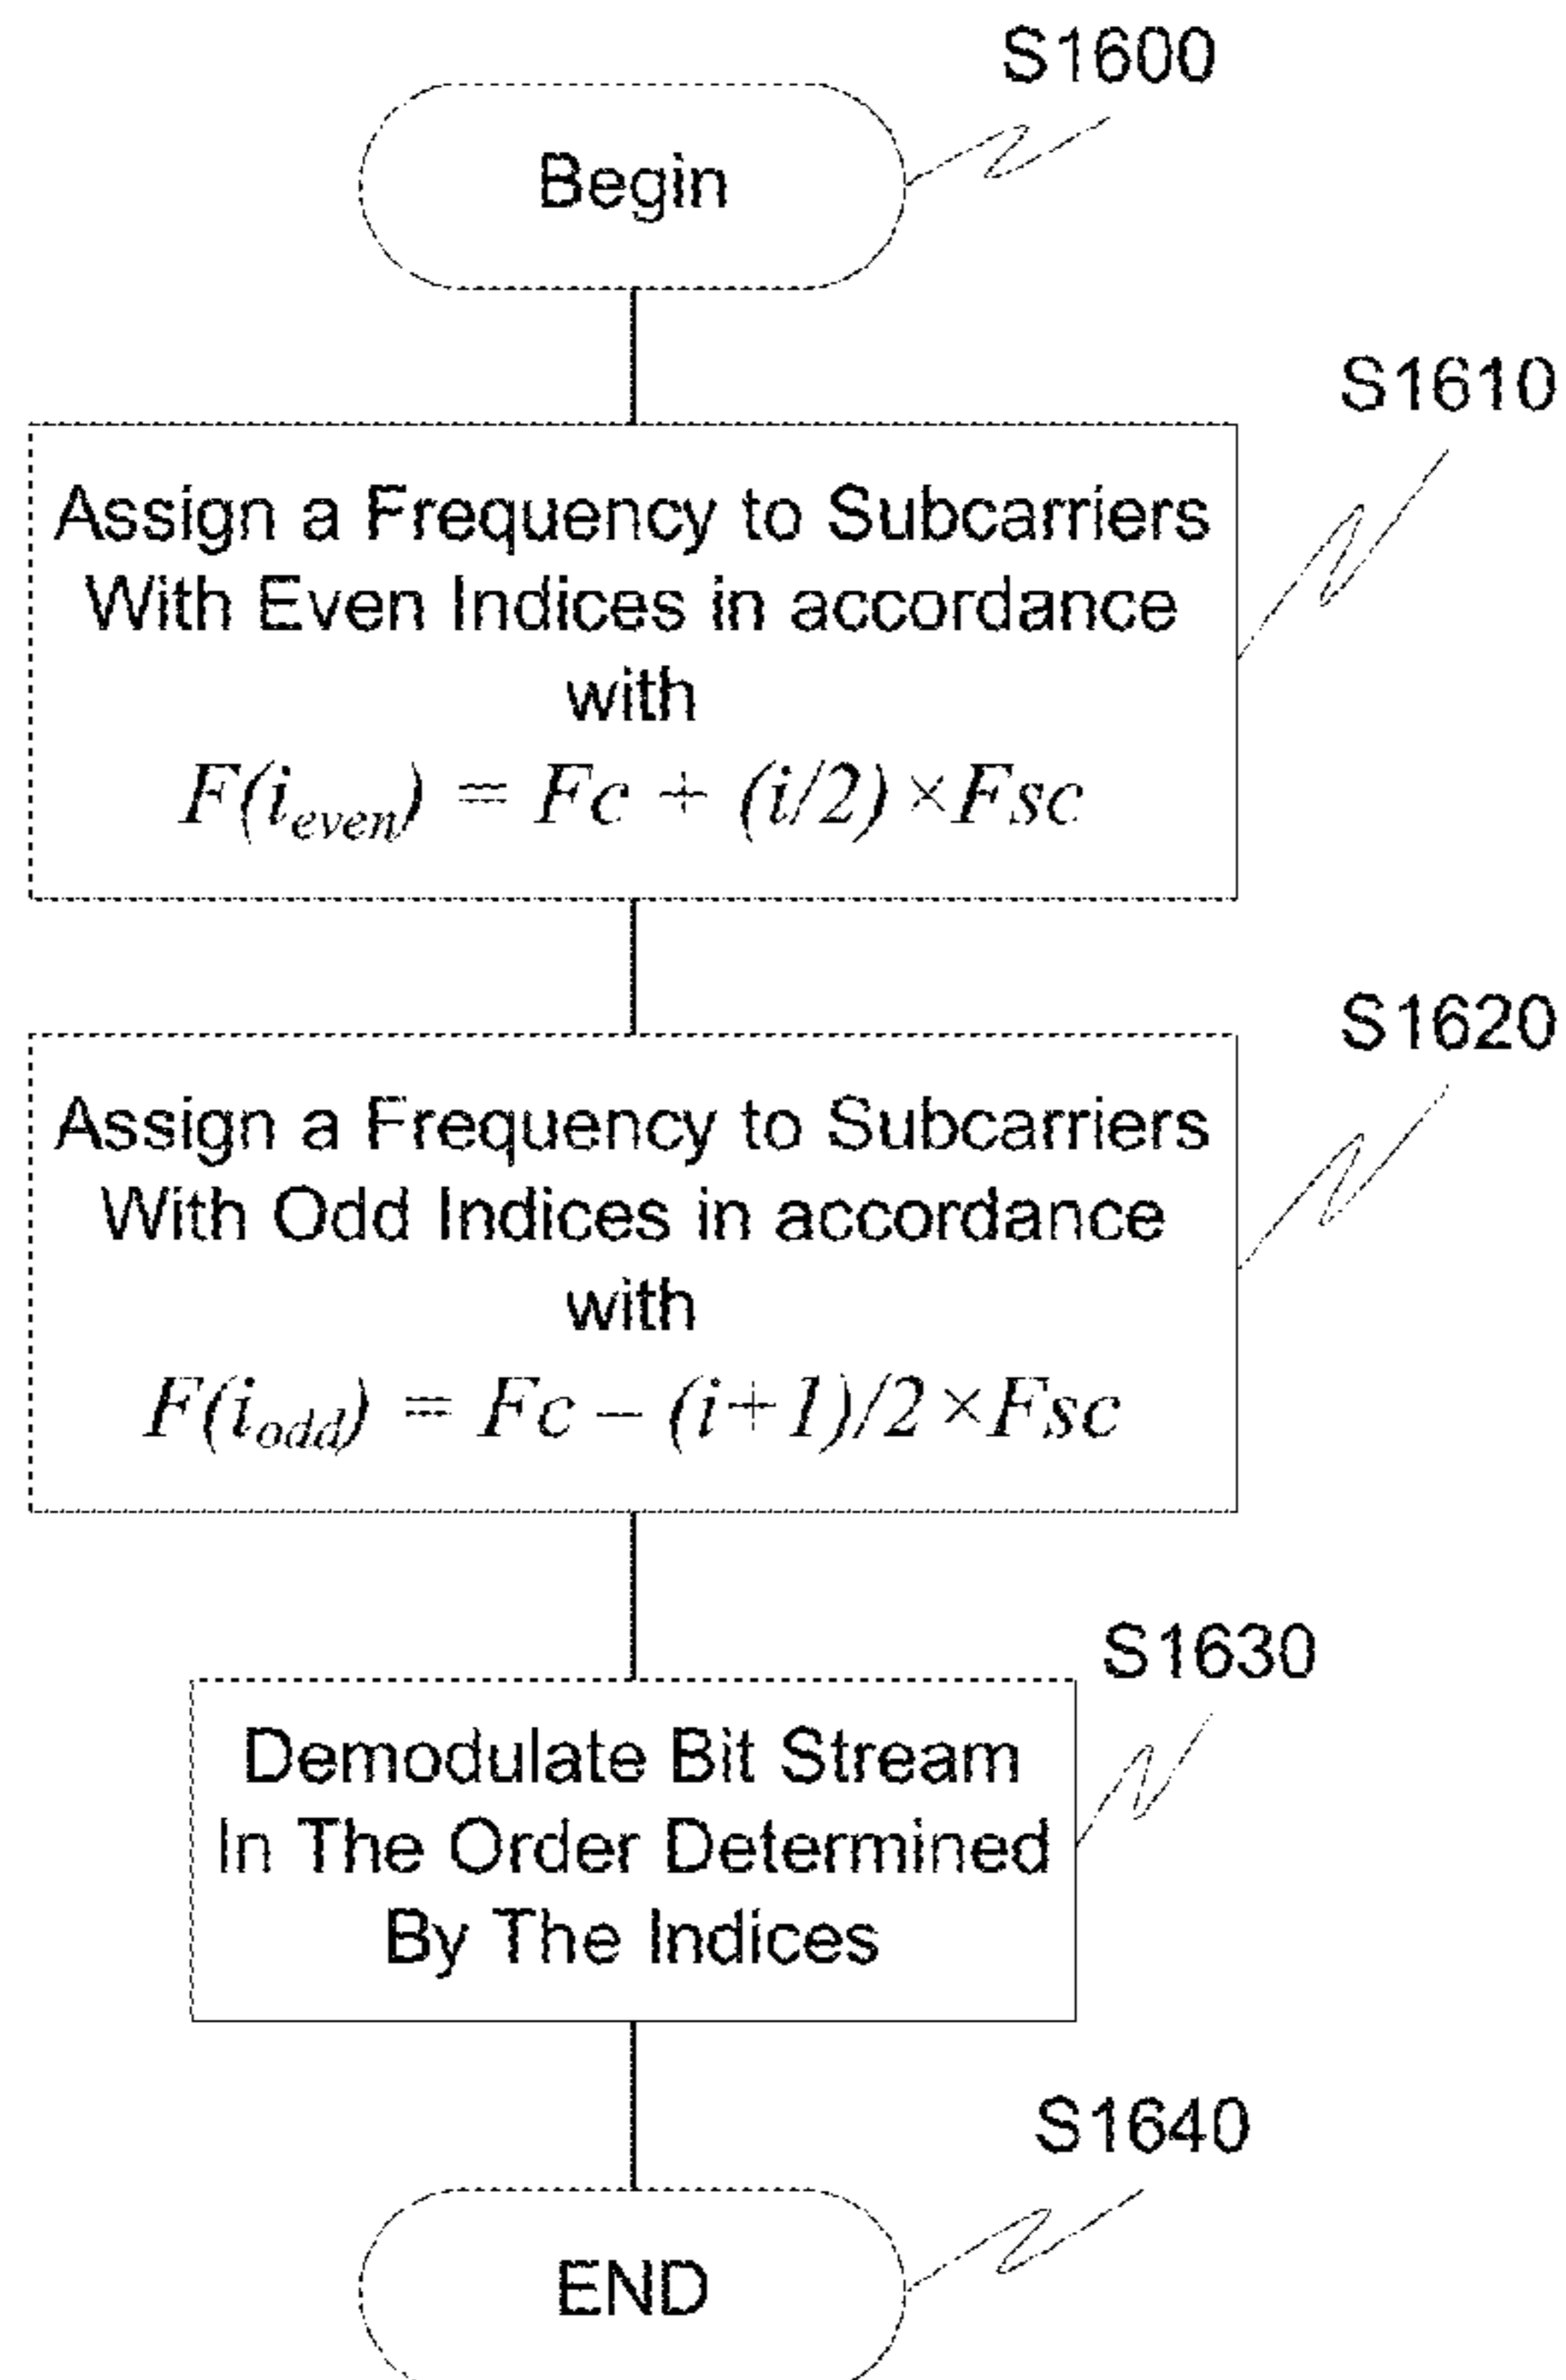 S1600
Begin
S1610
Assign a Frequency to Subcarriers
With Even Indices in accordance
with
F(i_even) = Fc + (i/2) ×Fsc
S1620
Assign a Frequency to Subcarriers
With Odd Indices in accordance
with
F(i_odd) = Fc – (i+1)/2 ×Fsc
S1630
Demodulate Bit Stream
In The Order Determined
By The Indices
S1640
END